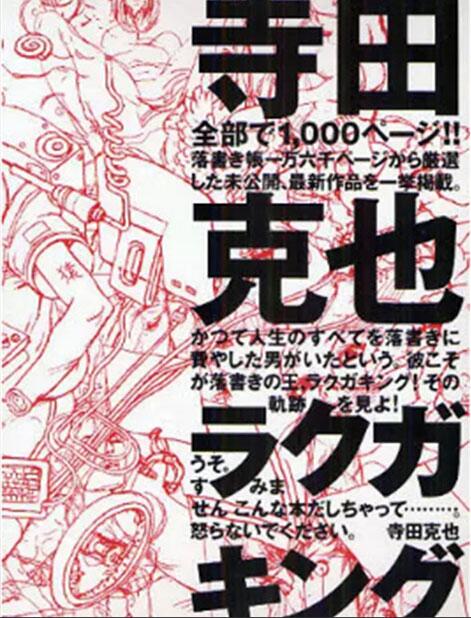 寺田
全部で1,000ページ!!
落書き帳一万六千ページから厳選
した未公開、最新作品を一挙掲載。
克也
かつて人生のすべてを落書きに
費やした男がいたという。彼こそ
が落書きの王、ラクガキング!その
軌跡 を見よ!
ラクガ
うそ。
す みま
せん こんな本だしちゃって………。
怒らないでください。 寺田克也
キング